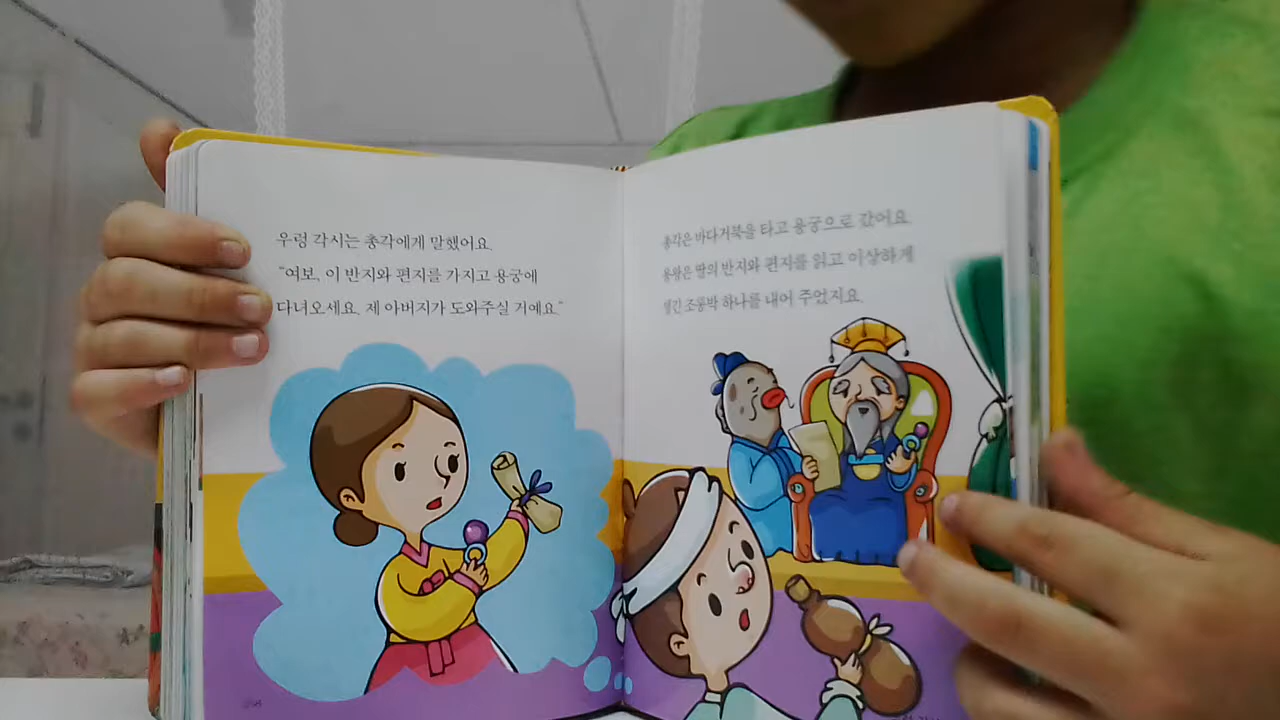 우렁 각시는 총각에게 말했어요.
"여보, 이 반지와 편지를 가지고 용궁에
다녀오세요. 제 아버지가 도와주실 거예요."
총각은 바다거북을 타고 용궁으로 갔어요.
용왕은 딸의 반지와 편지를 읽고 이상하게
생긴 조롱박 하나를 내어 주었지요.